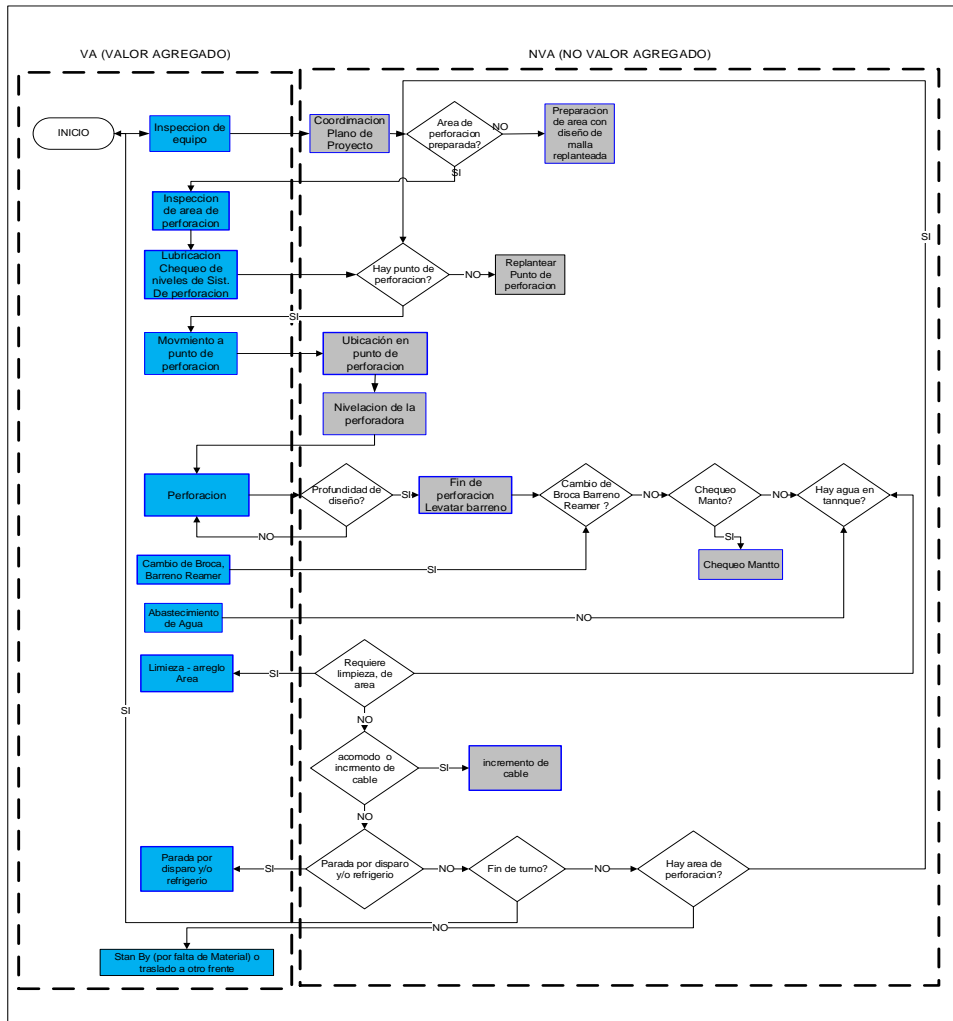 VA (VALOR AGREGADO)
NVA (NO VALOR AGREGADO)
INICIO
Inspeccion de
equipo
Coordimacion
Plano de
Proyecto
Area de
perforacion
preparada?
NO
Preparacion
de area con
diseño de
malla
replanteada
SI
Inspeccion
de area de
perforacion
Lubricacion
Chequeo de
niveles de Sist.
De perforacion
Hay punto de
perforacion?
NO
Replantear
Punto de
perforacion
SI
SI
Movmiento a
punto de
perforacion
Ubicación en
punto de
perforacion
Nivelacion de la
perforadora
Perforacion
Profundidad de
diseño?
SI
Fin de
perforacion
Levatar barreno
Cambio de
Broca Barreno
Reamer ?
NO
Chequeo
Manto?
NO
Hay agua en
tannque?
NO
SI
Chequeo Mantto
Cambio de Broca,
Barreno Reamer
SI
Abastecimiento
de Agua
NO
Limieza - arreglo
Area
SI
Requiere
limpieza, de
area
SI
NO
acomodo o
incrmento de
cable
SI
incremento de
cable
NO
Parada por
disparo y/o
refrigerio
SI
Parada por disparo
y/o refrigerio
NO
Fin de turno?
NO
Hay area de
perforacion?
NO
Stan By (por falta de Material) o
traslado a otro frente